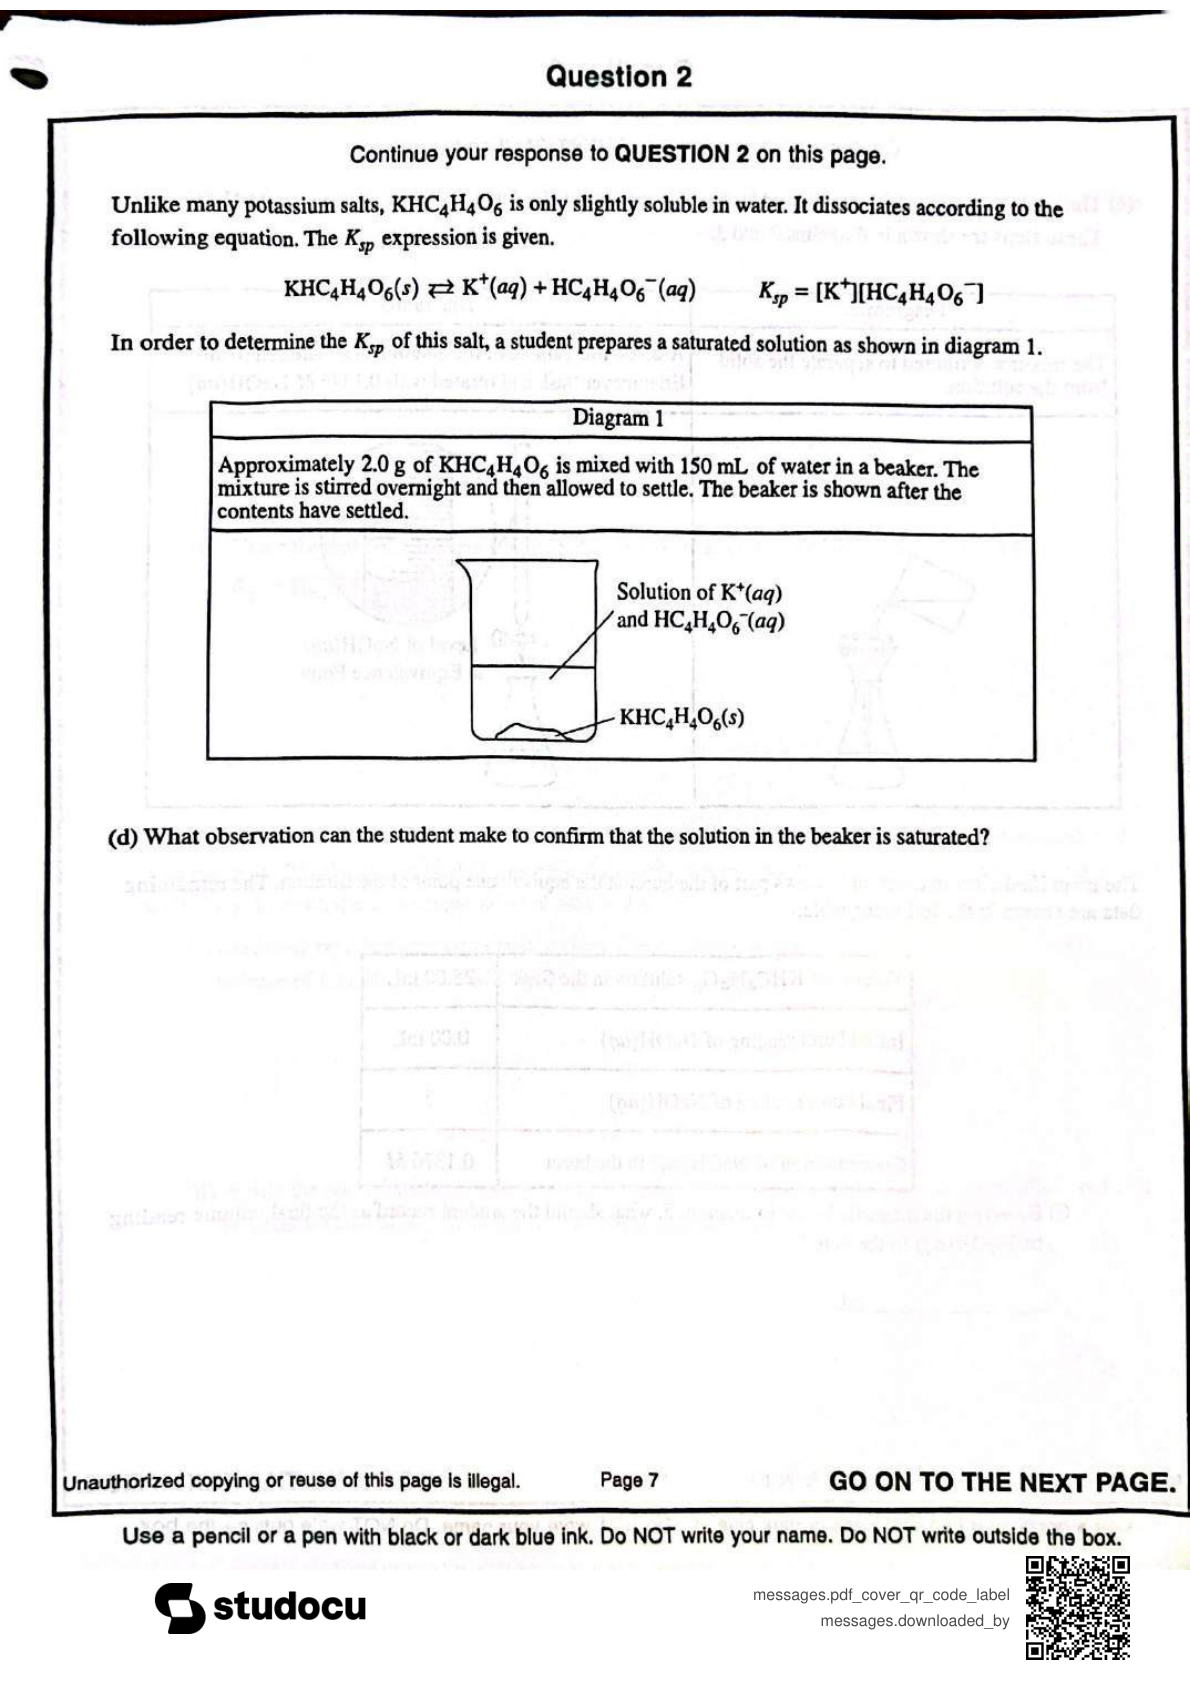 Question 2
Continue your response to QUESTION 2 on this page.
Unlike many potassium salts, KHC₄H₄O₆ is only slightly soluble in water. It dissociates according to the
following equation. The Kₛₚ expression is given.
KHC₄H₄O₆(s) ⇄ K⁺(aq) + HC₄H₄O₆⁻(aq) Kₛₚ = [K⁺][HC₄H₄O₆⁻]
In order to determine the Kₛₚ of this salt, a student prepares a saturated solution as shown in diagram 1.
Diagram 1
Approximately 2.0 g of KHC₄H₄O₆ is mixed with 150 mL of water in a beaker. The
mixture is stirred overnight and then allowed to settle. The beaker is shown after the
contents have settled.
Solution of K⁺(aq)
and HC₄H₄O₆⁻(aq)
KHC₄H₄O₆(s)
(d) What observation can the student make to confirm that the solution in the beaker is saturated?
Unauthorized copying or reuse of this page is illegal. Page 7 GO ON TO THE NEXT PAGE.
Use a pencil or a pen with black or dark blue ink. Do NOT write your name. Do NOT write outside the box.
studocu
messages.pdf_cover_qr_code_label
messages.downloaded_by